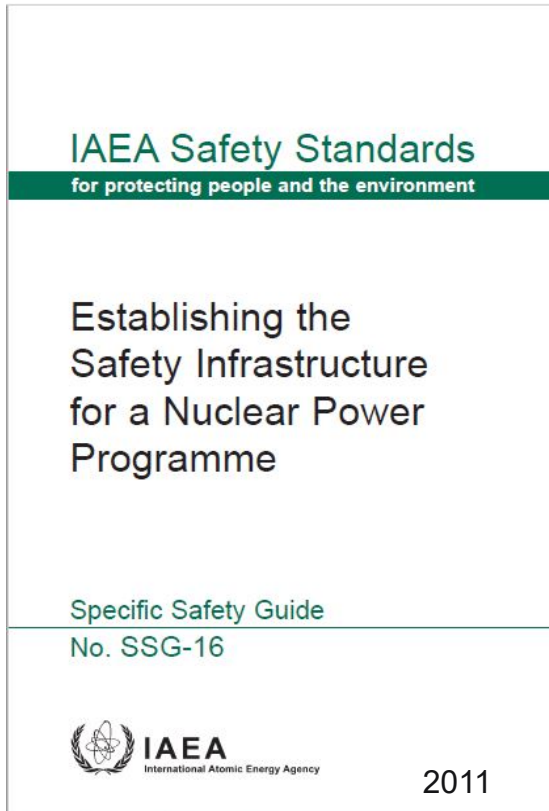 IAEA Safety Standards
for protecting people and the environment
Establishing the
Safety Infrastructure
for a Nuclear Power
Programme
Specific Safety Guide
No. SSG-16
IAEA
International Atomic Energy Agency
2011